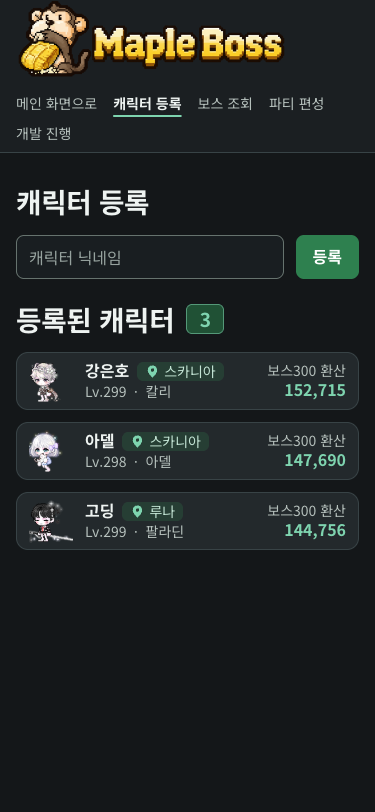 Maple Boss
메인 화면으로 캐릭터 등록 보스 조회 파티 편성
개발 진행
캐릭터 등록
캐릭터 닉네임 등록
등록된 캐릭터 3
강은호 스카니아 보스300 환산
Lv.299 · 칼리 152,715
아델 스카니아 보스300 환산
Lv.298 · 아델 147,690
고딩 루나 보스300 환산
Lv.299 · 팔라딘 144,756